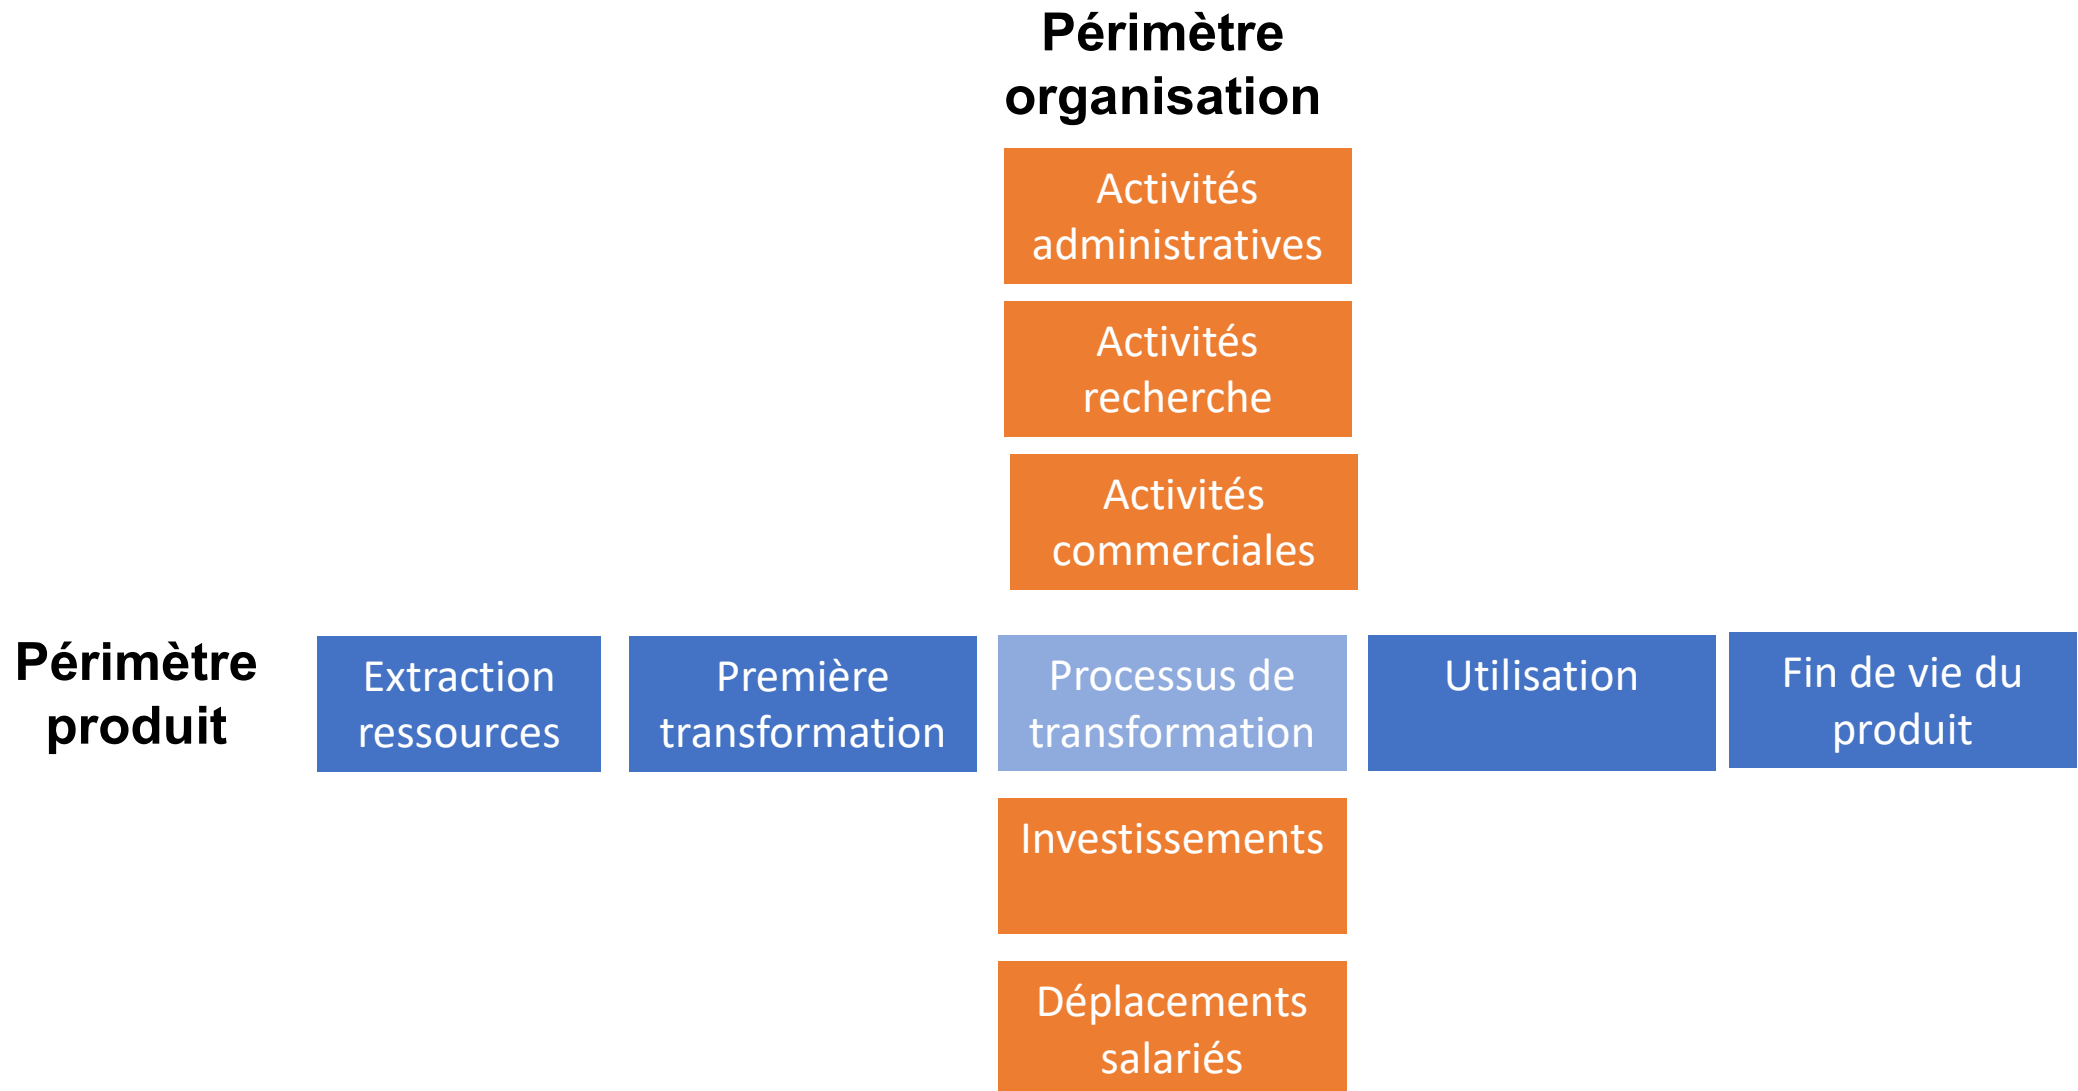 Périmètre
organisation
Activités
administratives
Activités
recherche
Activités
commerciales
Périmètre
produit
Extraction
ressources
Première
transformation
Processus de
transformation
Utilisation
Fin de vie du
produit
Investissements
Déplacements
salariés